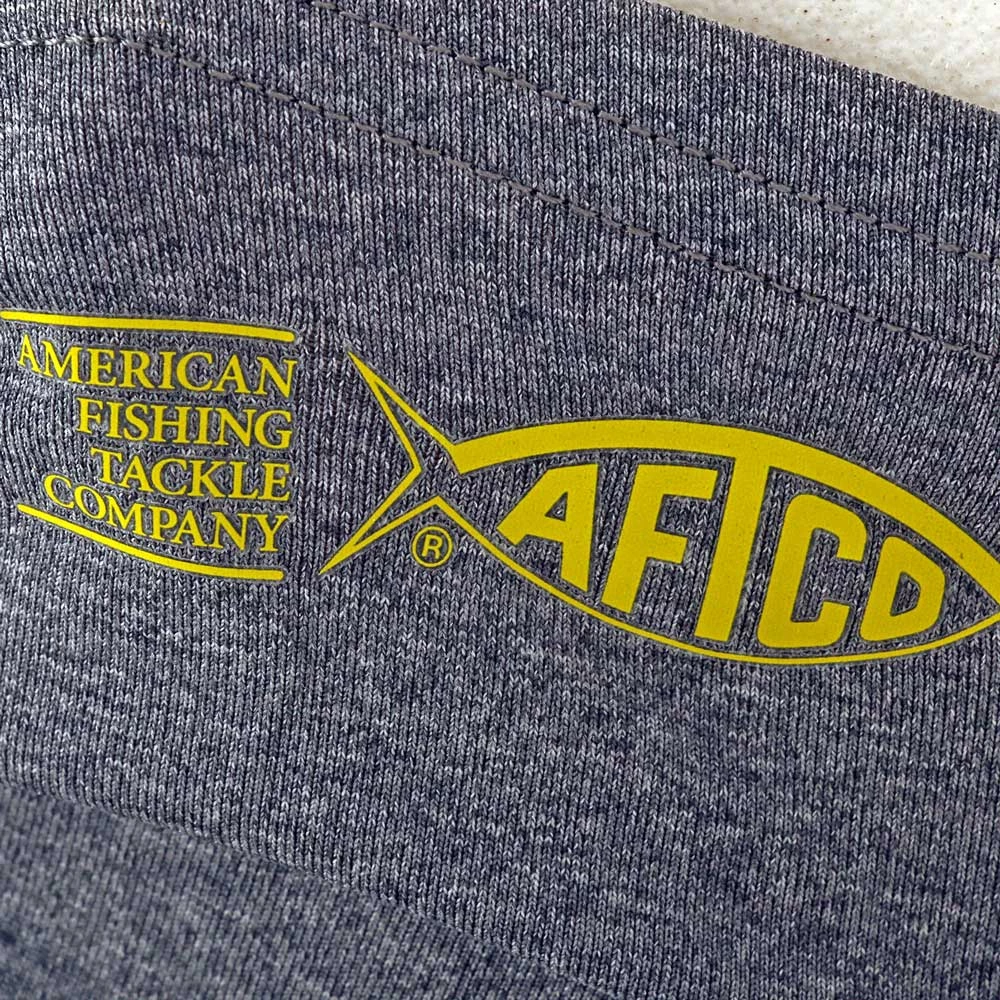 AMERICAN
FISHING
TACKLE
COMPANY
®
AFTCO